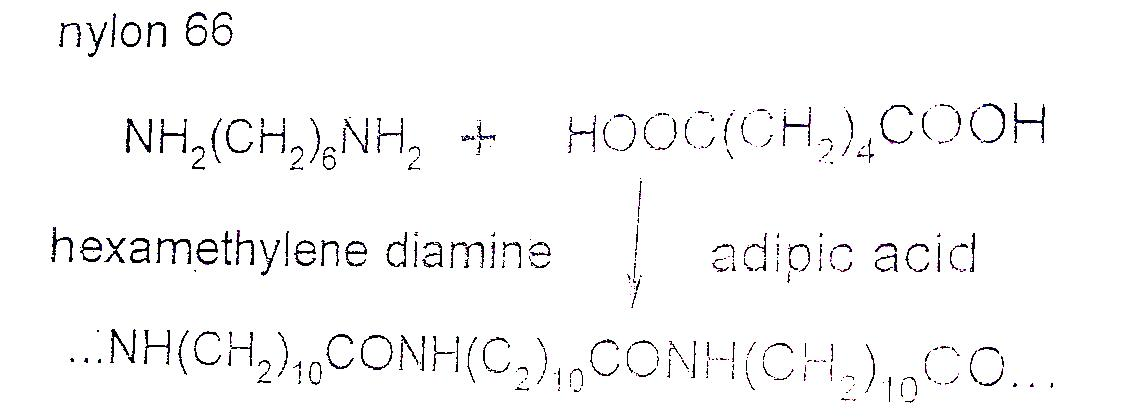 nylon 66
NH₂(CH₂)₆NH₂ + HOOC(CH₂)₄COOH
hexamethylene diamine adipic acid
...NH(CH₂)₁₀CONH(C₂)₁₀CONH(CH₂)₁₀CO...